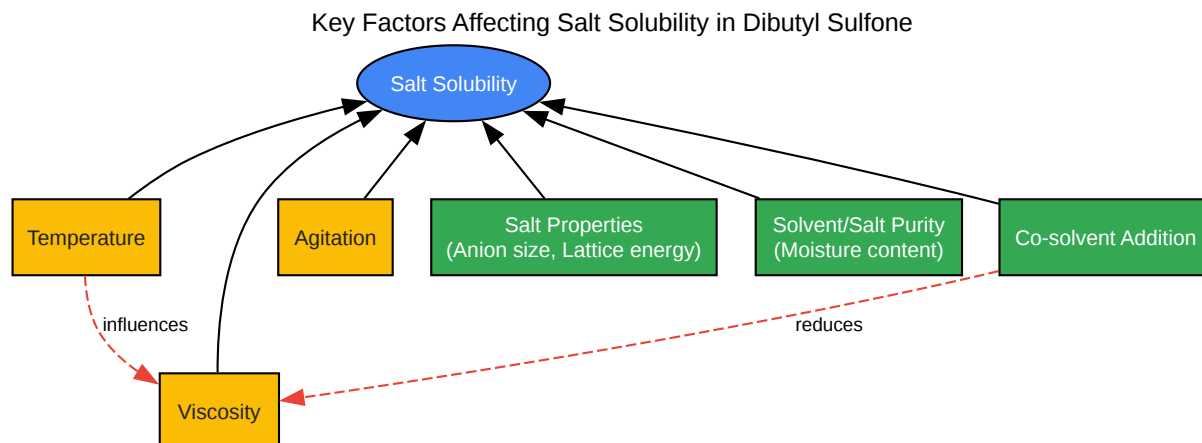 Key Factors Affecting Salt Solubility in Dibutyl Sulfone
Salt Solubility
Temperature
Agitation
Salt Properties
(Anion size, Lattice energy)
Solvent/Salt Purity
(Moisture content)
Co-solvent Addition
influences
reduces
Viscosity